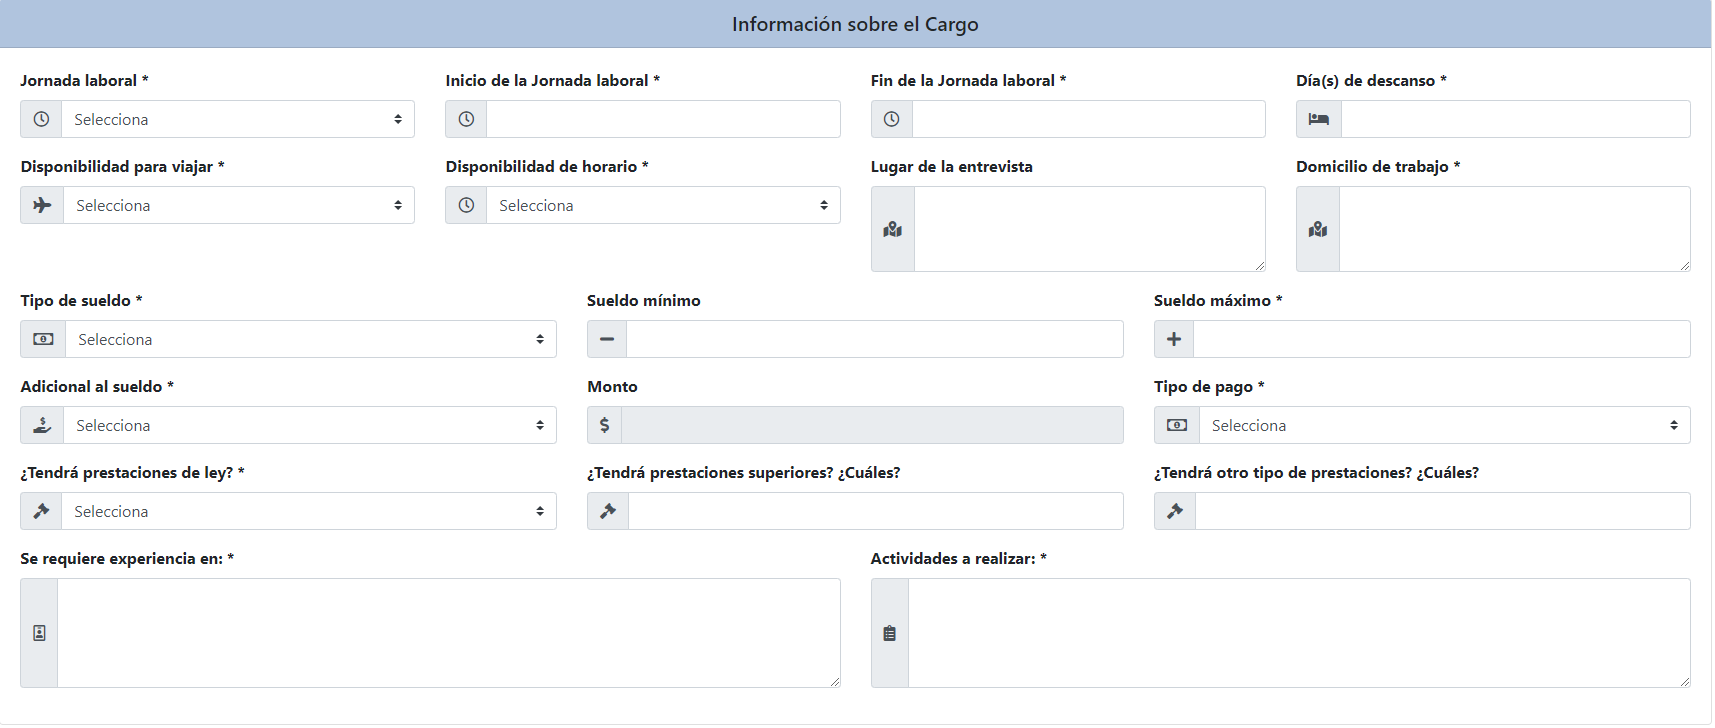 Información sobre el Cargo
Jornada laboral * Inicio de la Jornada laboral * Fin de la Jornada laboral * Día(s) de descanso *
Selecciona
Disponibilidad para viajar * Disponibilidad de horario * Lugar de la entrevista Domicilio de trabajo *
Selecciona Selecciona
Tipo de sueldo * Sueldo mínimo Sueldo máximo *
Selecciona
Adicional al sueldo * Monto Tipo de pago *
Selecciona $ Selecciona
¿Tendrá prestaciones de ley? * ¿Tendrá prestaciones superiores? ¿Cuáles? ¿Tendrá otro tipo de prestaciones? ¿Cuáles?
Selecciona
Se requiere experiencia en: * Actividades a realizar: *